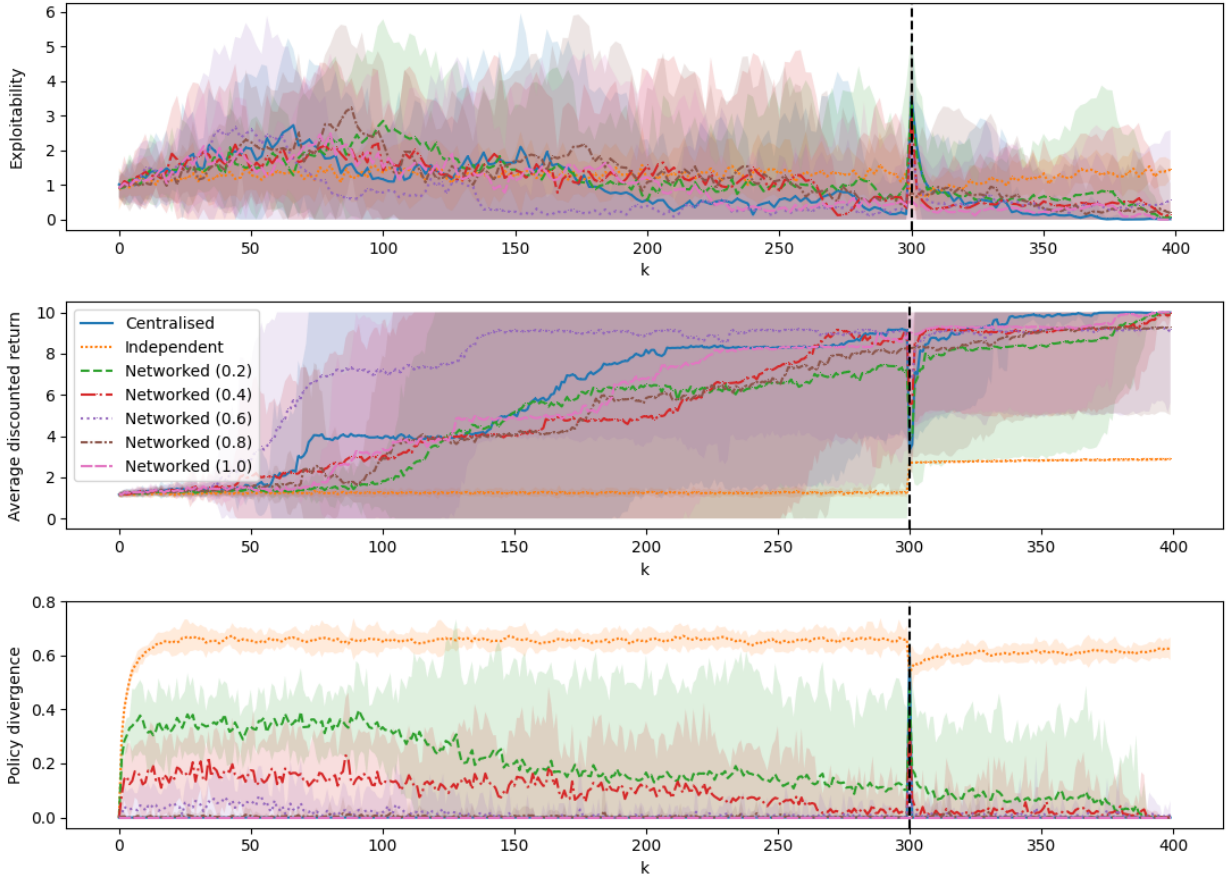 6
5
4
3
2
1
0
Exploitability
0 50 100 150 200 250 300 350 400
k
10
8
6
4
2
0
Average discounted return
Centralised
Independent
Networked (0.2)
Networked (0.4)
Networked (0.6)
Networked (0.8)
Networked (1.0)
0 50 100 150 200 250 300 350 400
k
0.8
0.6
0.4
0.2
0.0
Policy divergence
0 50 100 150 200 250 300 350 400
k